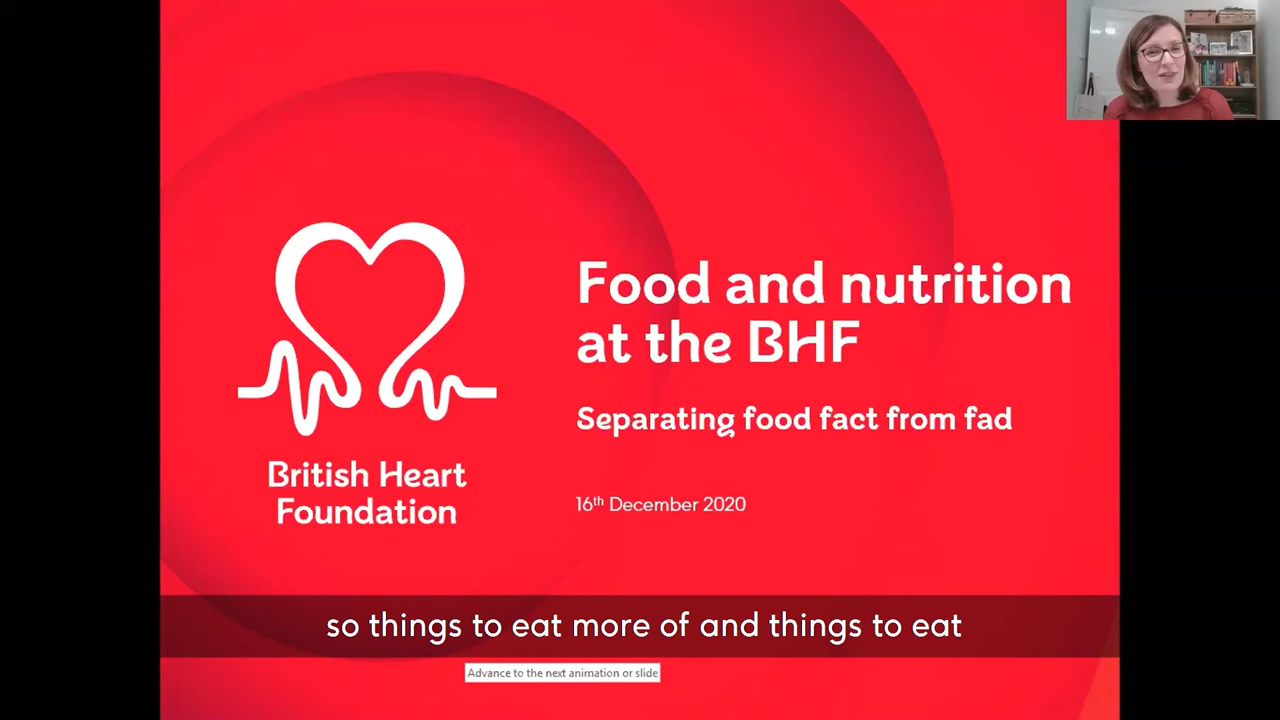 British Heart
Foundation
Food and nutrition
at the BHF
Separating food fact from fad
16th December 2020
so things to eat more of and things to eat
Advance to the next animation or slide